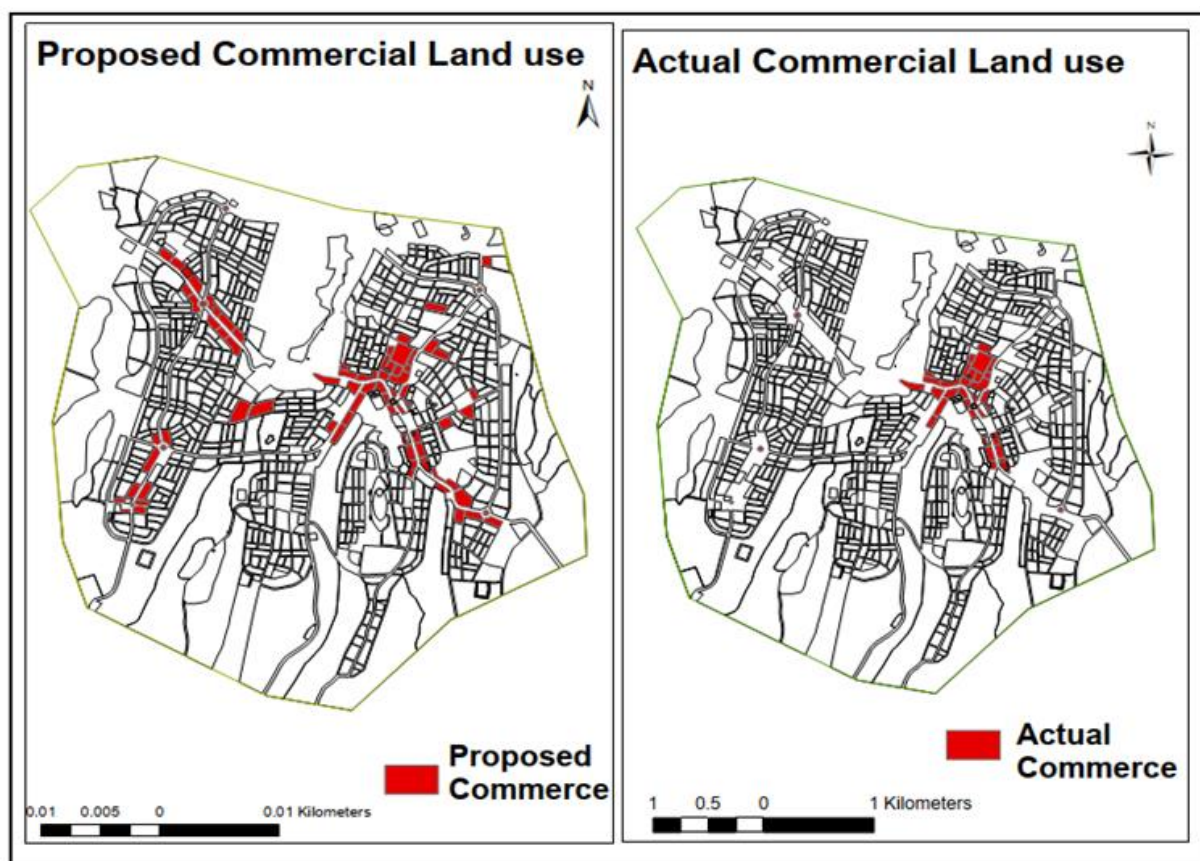 Proposed Commercial Land use
N
Proposed
Commerce
0.01 0.005 0 0.01 Kilometers
Actual Commercial Land use
N
Actual
Commerce
1 0.5 0 1 Kilometers